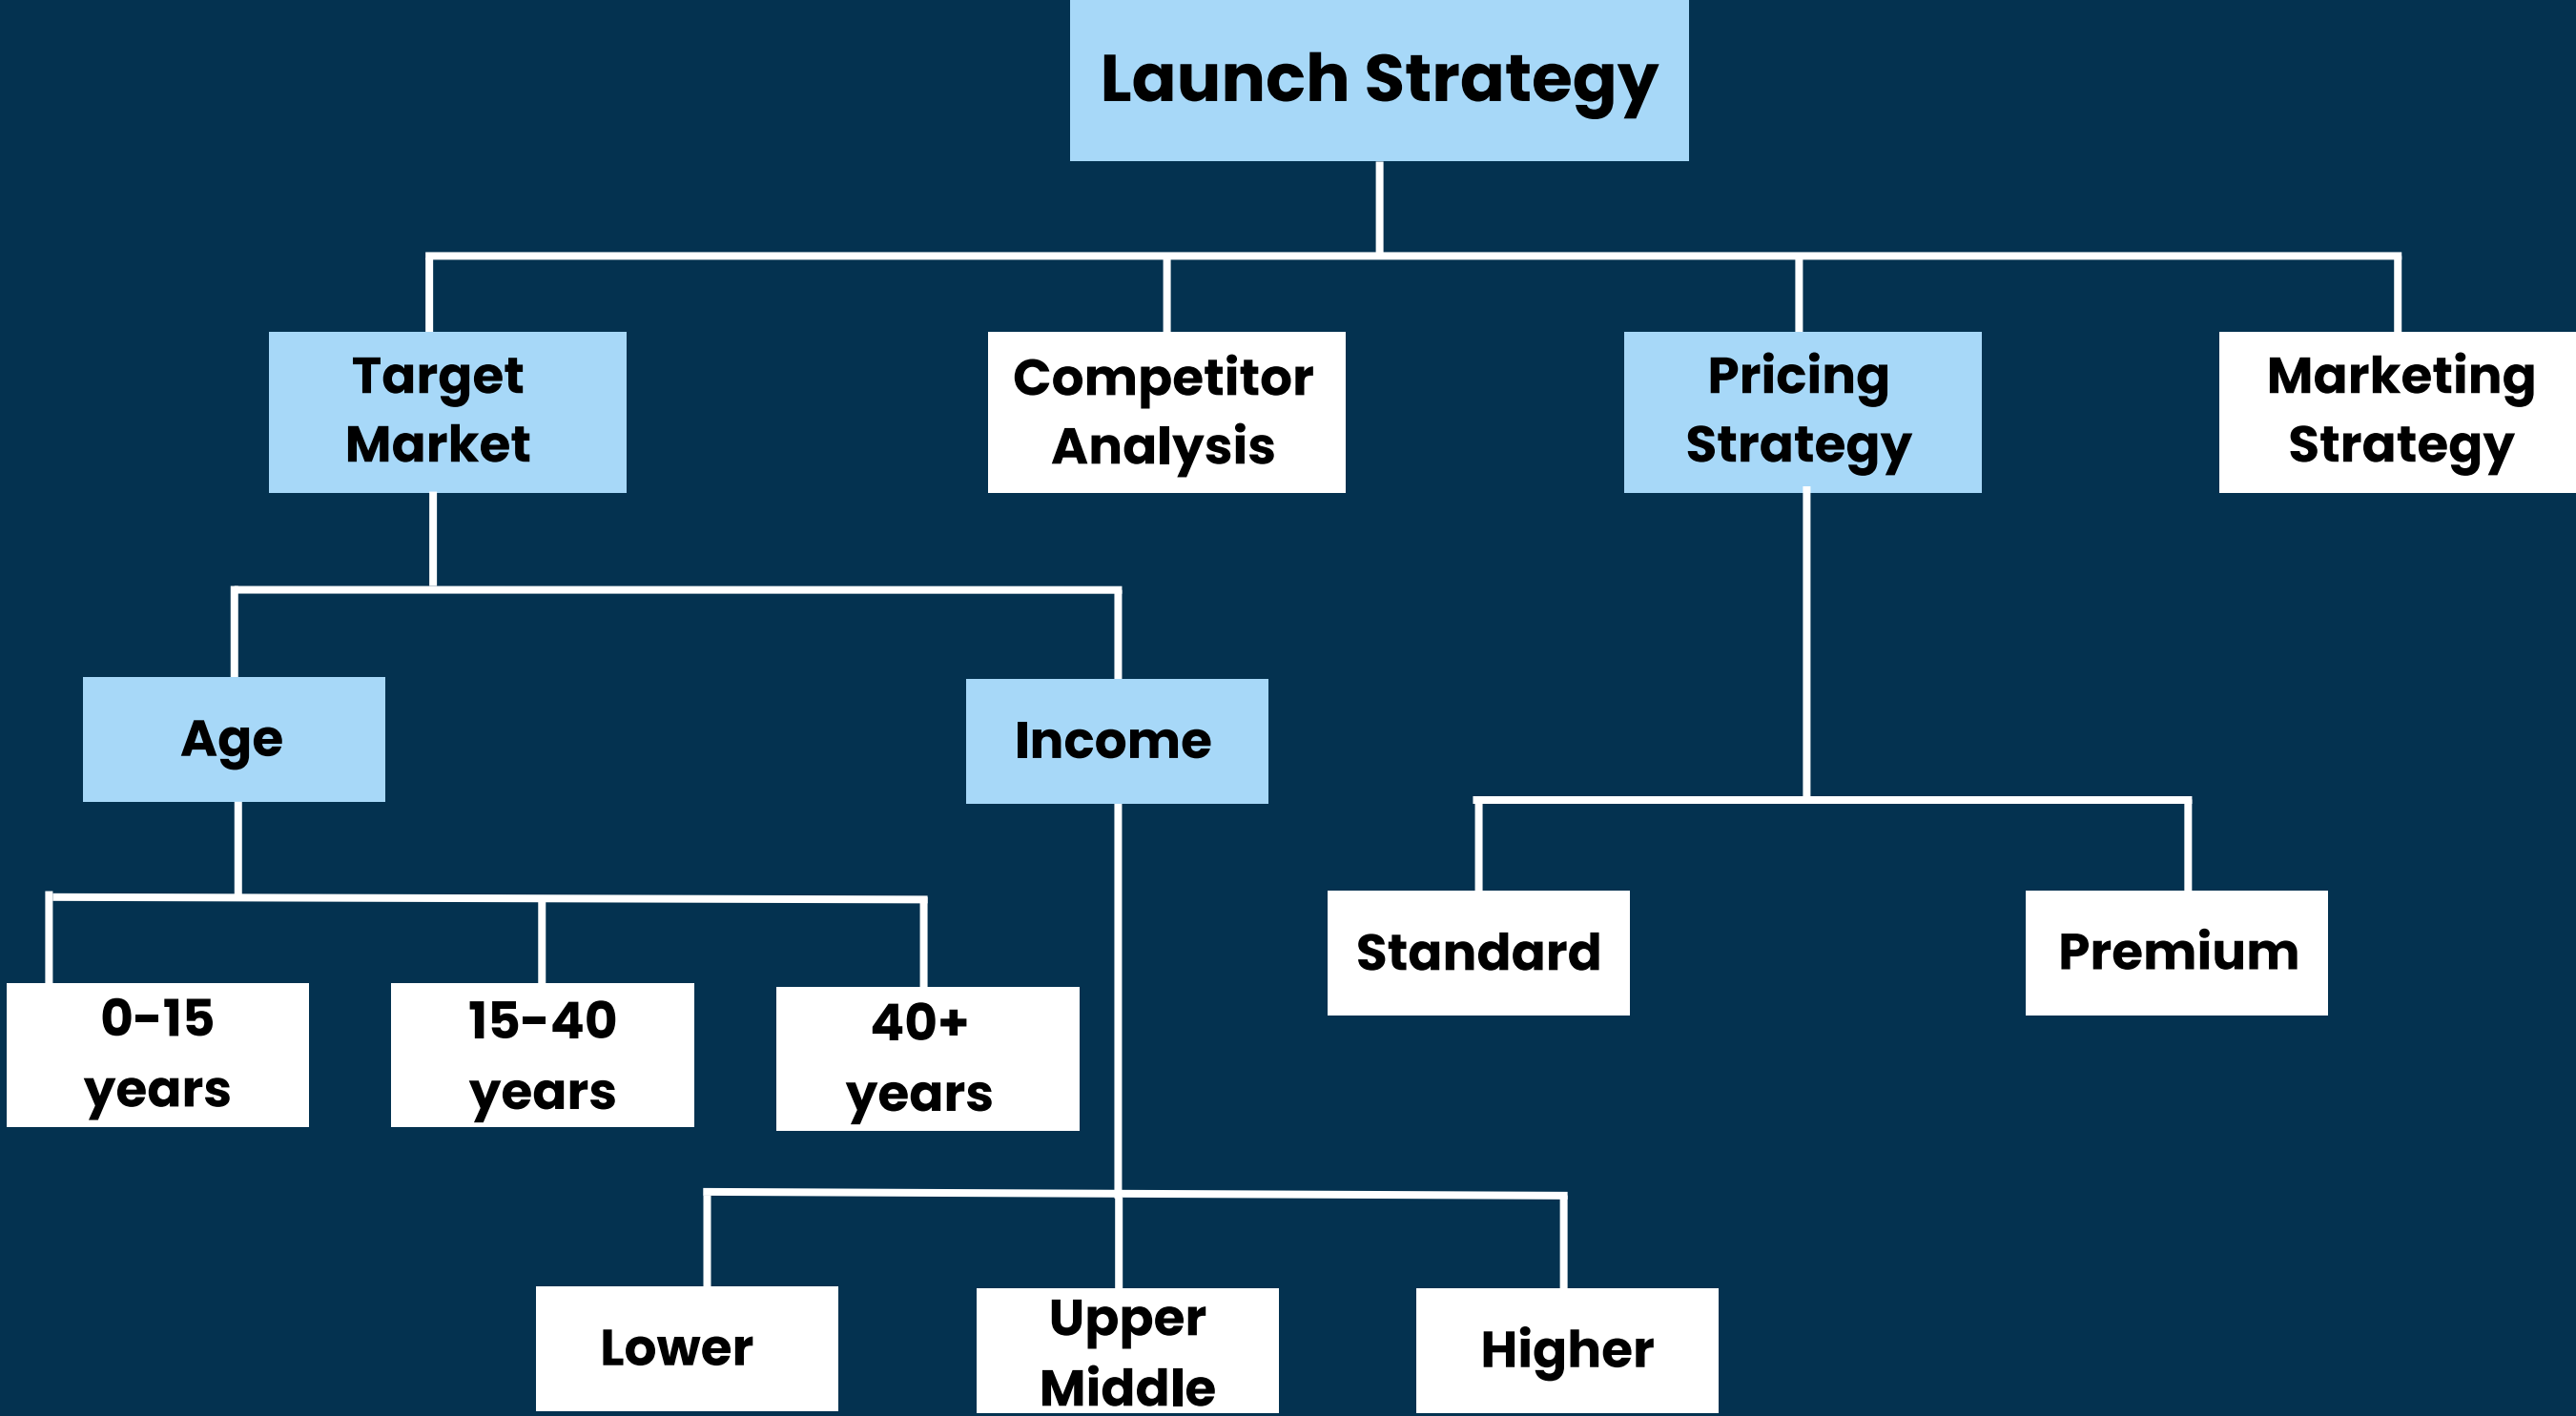 Launch Strategy
Target
Market
Competitor
Analysis
Pricing
Strategy
Marketing
Strategy
Age
Income
Standard
Premium
0-15
years
15-40
years
40+
years
Lower
Upper
Middle
Higher